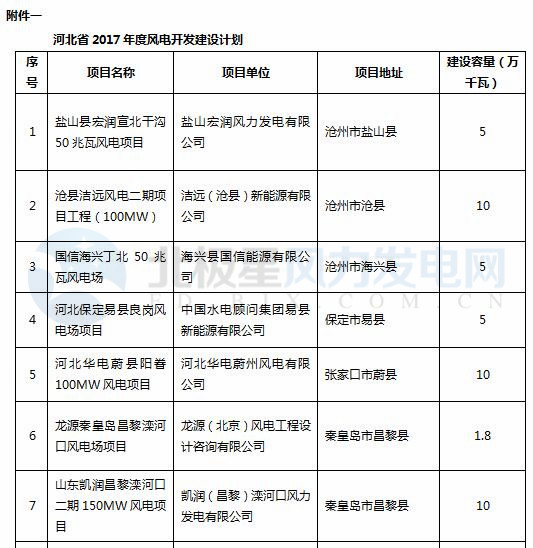 附件一
河北省 2017 年度风电开发建设计划
序号 项目名称 项目单位 项目地址 建设容量（万千瓦）
1 盐山县宏润宣北干沟 50 兆瓦风电项目 盐山宏润风力发电有限公司 沧州市盐山县 5
2 沧县洁远风电二期项目工程（100MW） 洁远（沧县）新能源有限公司 沧州市沧县 10
3 国信海兴丁北 50 兆瓦风电场 海兴县国信能源有限公司 沧州市海兴县 5
4 河北保定易县良岗风电场项目 中国水电顾问集团易县新能源有限公司 保定市易县 5
5 河北华电蔚县阳眷 100MW 风电项目 河北华电蔚州风电有限公司 张家口市蔚县 10
6 龙源秦皇岛昌黎滦河口风电场项目 龙源（北京）风电工程设计咨询有限公司 秦皇岛市昌黎县 1.8
7 山东凯润昌黎滦河口二期 150MW 风电项目 凯润（昌黎）滦河口风力发电有限公司 秦皇岛市昌黎县 10
北极星风力发电网
FD.BJX.COM.CN